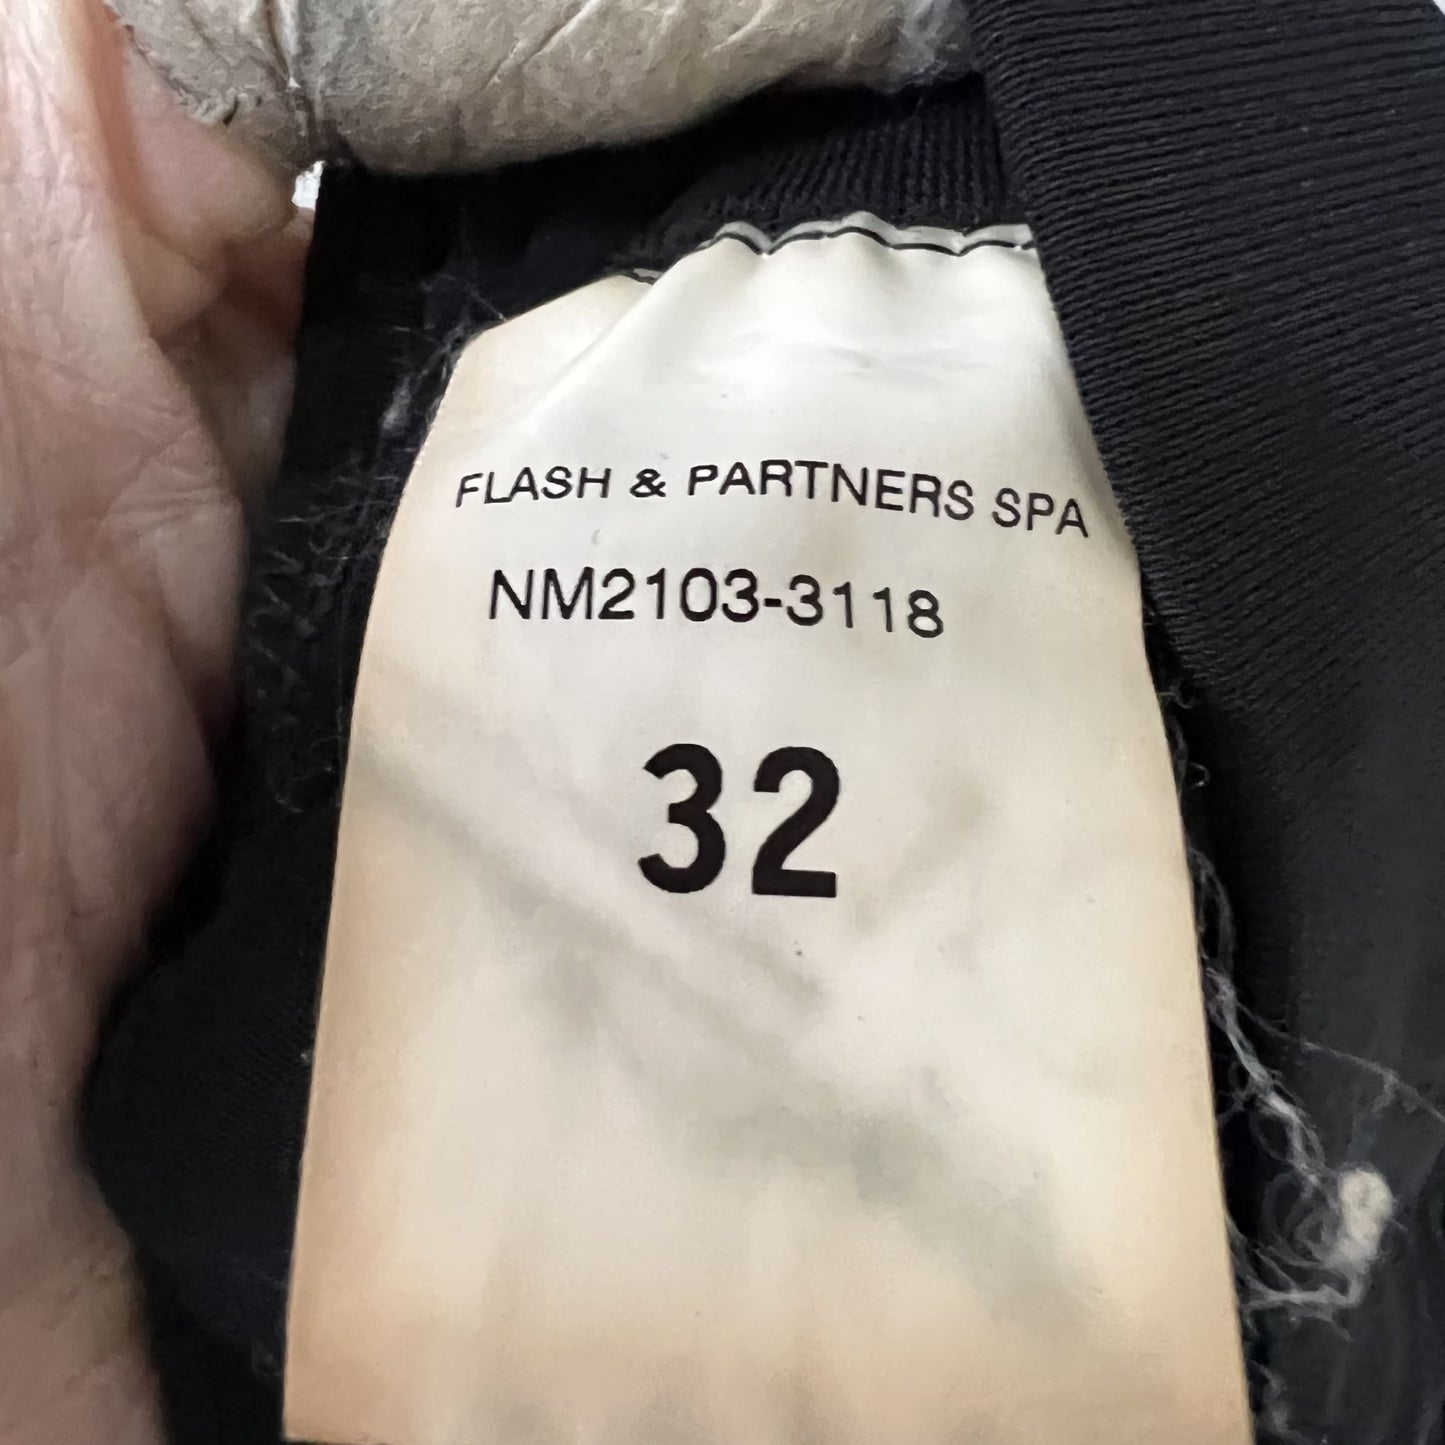 FLASH & PARTNERS SPA
NM2103-3118
32